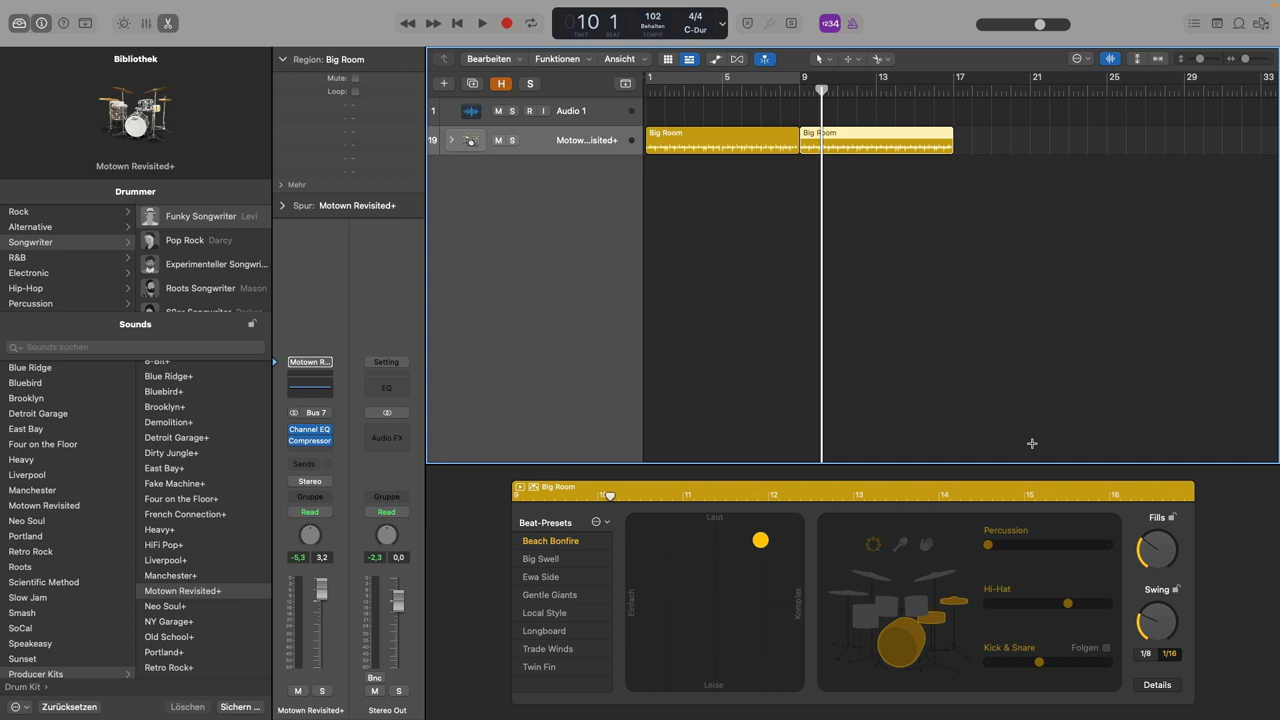 10 1
TAKT
BEAT
102
Behalten
TEMPO
4/4
C-Dur
1234
Bibliothek
Motown Revisited+
Drummer
Rock
Alternative
Songwriter
R&B
Electronic
Hip-Hop
Percussion
Funky Songwriter Levi
Pop Rock Darcy
Experimenteller Songwri...
Roots Songwriter Mason
Sounds
Sounds suchen
Blue Ridge
Bluebird
Brooklyn
Detroit Garage
East Bay
Four on the Floor
Heavy
Liverpool
Manchester
Motown Revisited
Neo Soul
Portland
Retro Rock
Roots
Scientific Method
Slow Jam
Smash
SoCal
Speakeasy
Sunset
Producer Kits
8-Bit+
Blue Ridge+
Bluebird+
Brooklyn+
Demolition+
Detroit Garage+
Dirty Jungle+
East Bay+
Fake Machine+
Four on the Floor+
French Connection+
Heavy+
HiFi Pop+
Liverpool+
Manchester+
Motown Revisited+
Neo Soul+
NY Garage+
Old School+
Portland+
Retro Rock+
Drum Kit
Zurücksetzen
Löschen
Sichern ...
Region: Big Room
Mute:
Loop:
Mehr
Spur: Motown Revisited+
Motown R...
Setting
EQ
Bus 7
Channel EQ
Compressor
Audio FX
Sends
Stereo
Gruppe
Gruppe
Read
Read
-5,3
3,2
-2,3
0,0
Bnc
M
S
M
S
Motown Revisited+
Stereo Out
Bearbeiten
Funktionen
Ansicht
H
S
1
5
9
13
17
21
25
29
33
1
M S R I
Audio 1
19
M S
Motow...isited+
Big Room
Big Room
Big Room
9
10
11
12
13
14
15
16
Beat-Presets
Beach Bonfire
Big Swell
Ewa Side
Gentle Giants
Local Style
Longboard
Trade Winds
Twin Fin
Laut
Einfach
Komplex
Leise
Percussion
Hi-Hat
Kick & Snare
Folgen
Fills
Swing
1/8
1/16
Details